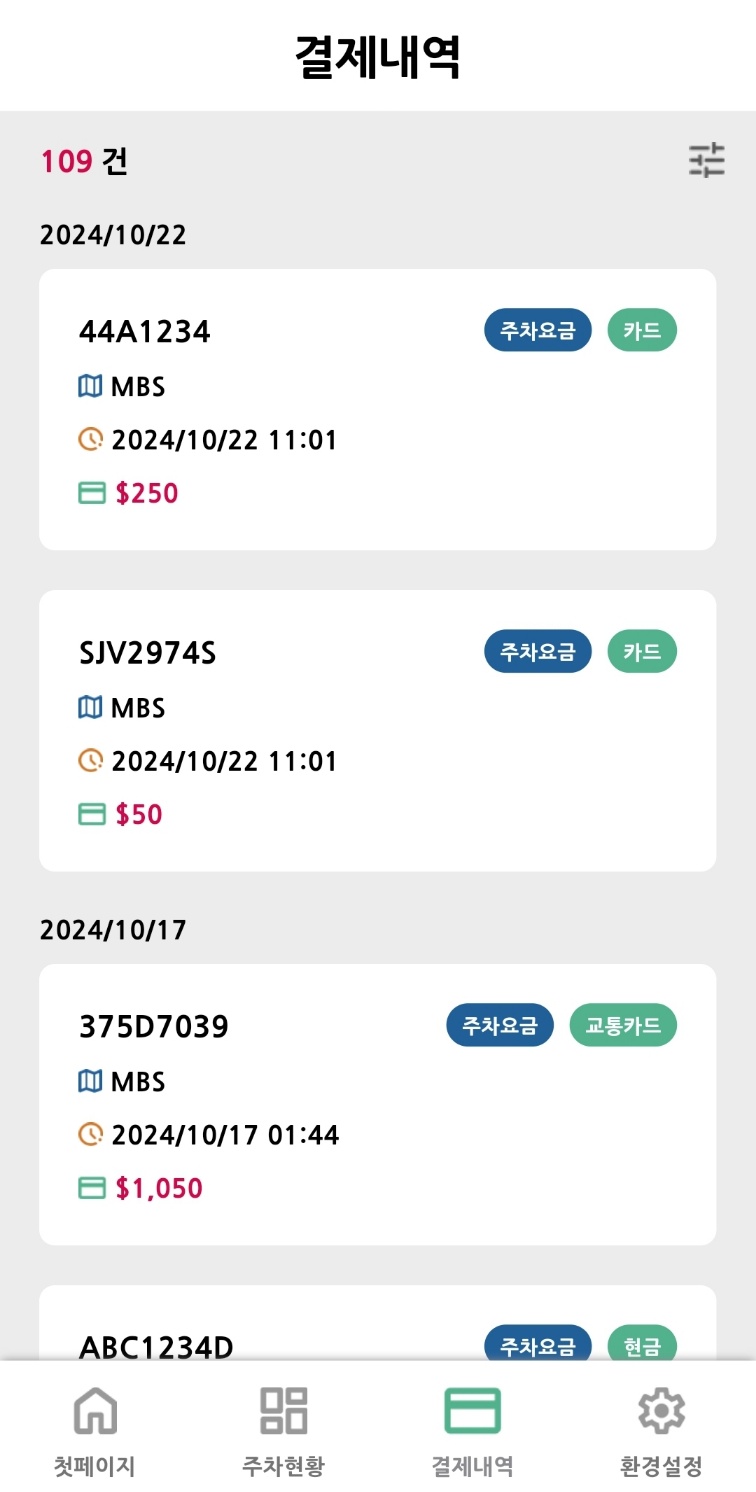 결제내역
109 건
2024/10/22
44A1234 주차요금 카드
MBS
2024/10/22 11:01
$250
SJV2974S 주차요금 카드
MBS
2024/10/22 11:01
$50
2024/10/17
375D7039 주차요금 교통카드
MBS
2024/10/17 01:44
$1,050
ABC1234D 주차요금 현금
첫페이지 주차현황 결제내역 환경설정